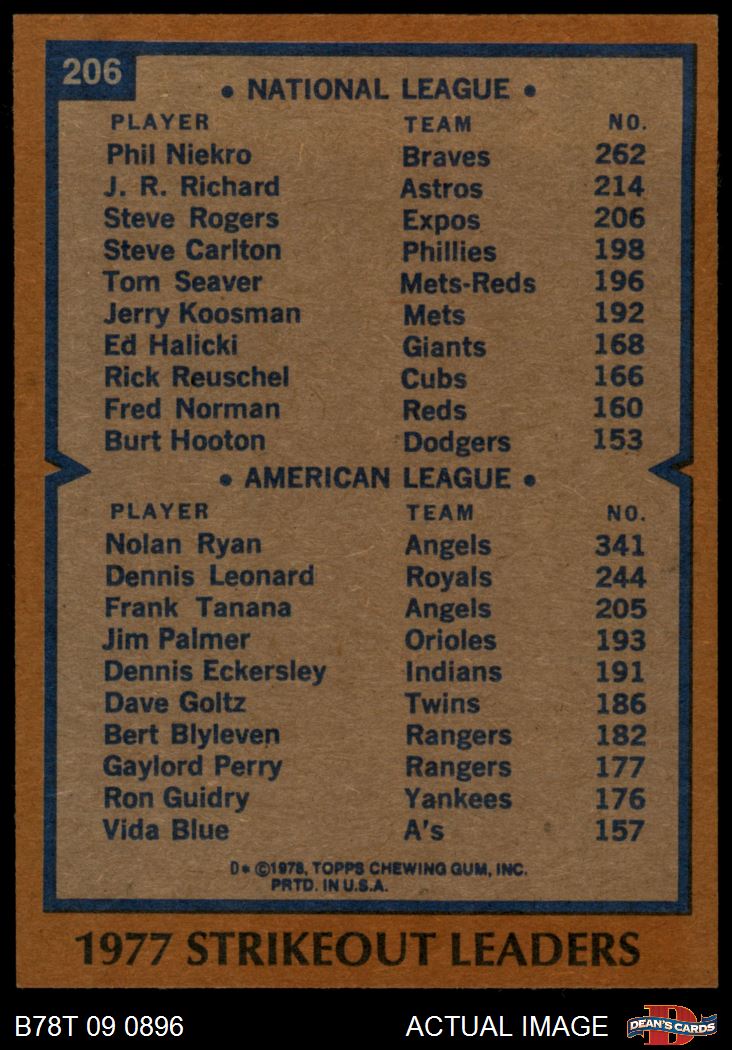 206
• NATIONAL LEAGUE •
PLAYER TEAM NO.
Phil Niekro Braves 262
J. R. Richard Astros 214
Steve Rogers Expos 206
Steve Carlton Phillies 198
Tom Seaver Mets-Reds 196
Jerry Koosman Mets 192
Ed Halicki Giants 168
Rick Reuschel Cubs 166
Fred Norman Reds 160
Burt Hooton Dodgers 153
• AMERICAN LEAGUE •
PLAYER TEAM NO.
Nolan Ryan Angels 341
Dennis Leonard Royals 244
Frank Tanana Angels 205
Jim Palmer Orioles 193
Dennis Eckersley Indians 191
Dave Goltz Twins 186
Bert Blyleven Rangers 182
Gaylord Perry Rangers 177
Ron Guidry Yankees 176
Vida Blue A's 157
D* ©1978, TOPPS CHEWING GUM, INC.
PRTD. IN U.S.A.
1977 STRIKEOUT LEADERS
B78T 09 0896 ACTUAL IMAGE D DEAN'S CARDS